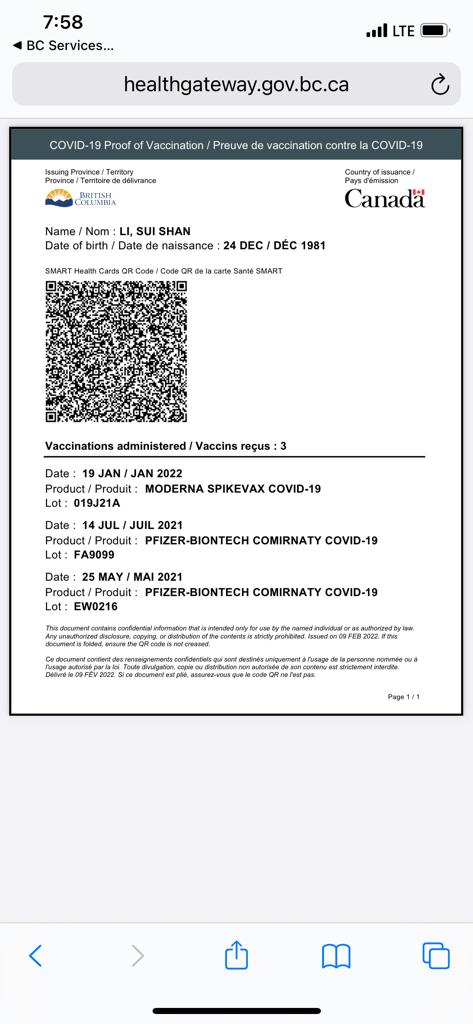 7:58
LTE
◀ BC Services...
healthgateway.gov.bc.ca
COVID-19 Proof of Vaccination / Preuve de vaccination contre la COVID-19
Issuing Province / Territory
Province / Territoire de délivrance
Country of issuance /
Pays d'émission
BRITISH
COLUMBIA
Canada
Name / Nom : LI, SUI SHAN
Date of birth / Date de naissance : 24 DEC / DÉC 1981
SMART Health Cards QR Code / Code QR de la carte Santé SMART
Vaccinations administered / Vaccins reçus : 3
Date : 19 JAN / JAN 2022
Product / Produit : MODERNA SPIKEVAX COVID-19
Lot : 019J21A
Date : 14 JUL / JUIL 2021
Product / Produit : PFIZER-BIONTECH COMIRNATY COVID-19
Lot : FA9099
Date : 25 MAY / MAI 2021
Product / Produit : PFIZER-BIONTECH COMIRNATY COVID-19
Lot : EW0216
This document contains confidential information that is intended only for use by the named individual or as authorized by law.
Any unauthorized disclosure, copying, or distribution of the contents is strictly prohibited. Issued on 09 FEB 2022. If this
document is folded, ensure the QR code is not creased.
Ce document contient des renseignements confidentiels qui sont destinés uniquement à l'usage de la personne nommée ou à
l'usage autorisé par la loi. Toute divulgation, copie ou distribution non autorisée de son contenu est strictement interdite.
Délivré le 09 FÉV 2022. Si ce document est plié, assurez-vous que le code QR ne l'est pas.
Page 1 / 1